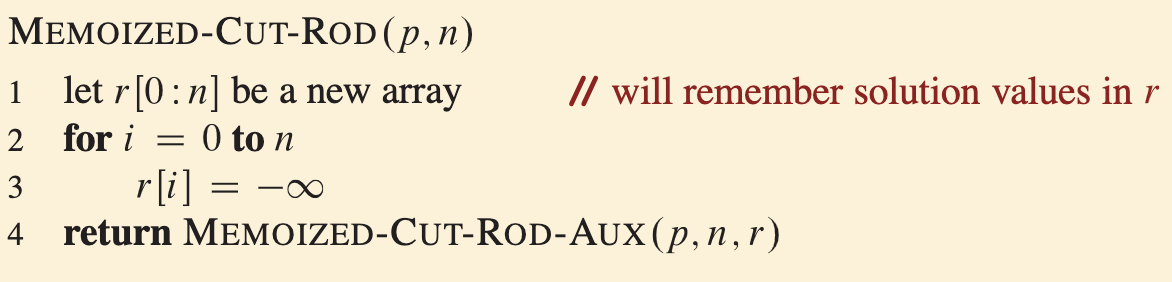 MEMOIZED-CUT-ROD(p, n)
1 let r[0 : n] be a new array // will remember solution values in r
2 for i = 0 to n
3 r[i] = −∞
4 return MEMOIZED-CUT-ROD-AUX(p, n, r)